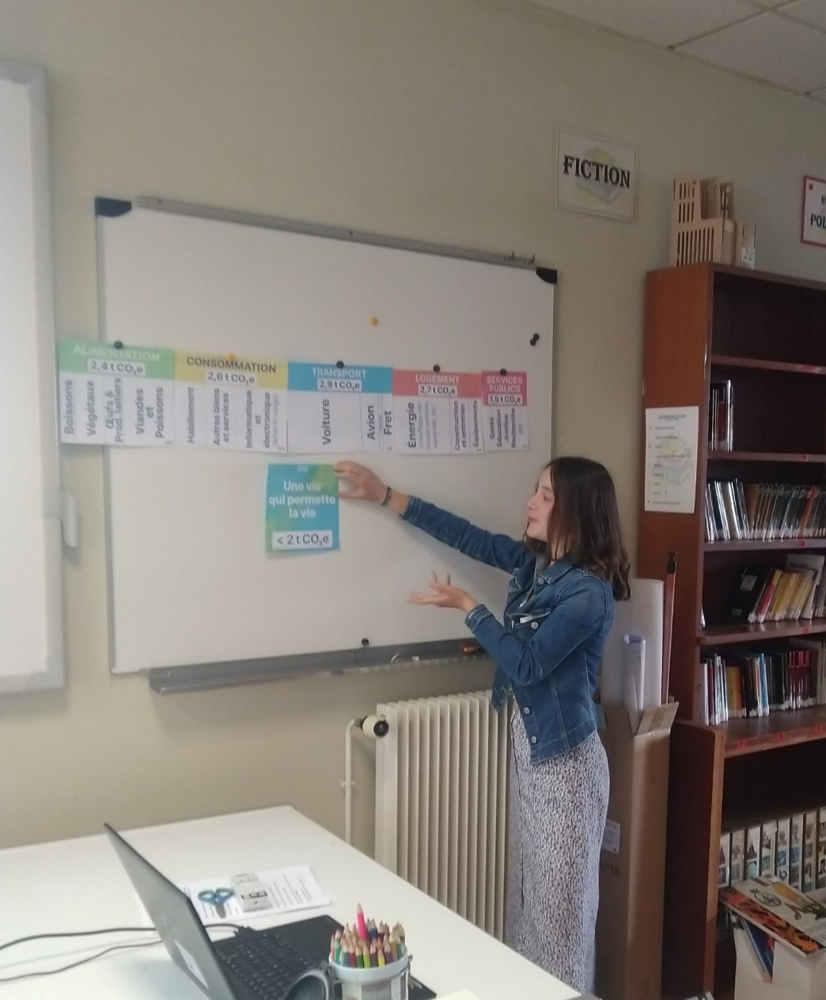 FICTION
ALIMENTATION
2,4 t CO₂e
Boissons
Végétaux
Œufs &
Prod. laitiers
Viandes
et
Poissons
CONSOMMATION
2,6 t CO₂e
Habillement
Autres biens
et services
Informatique
et
électronique
TRANSPORT
2,9 t CO₂e
Voiture
Avion
Fret
LOGEMENT
2,7 t CO₂e
Énergie
Construction
et entretien
Équipements
SERVICES
PUBLICS
1,5 t CO₂e
Santé
Éducation
Justice
Recherche
Une vie
qui permette
la vie
< 2 t CO₂e